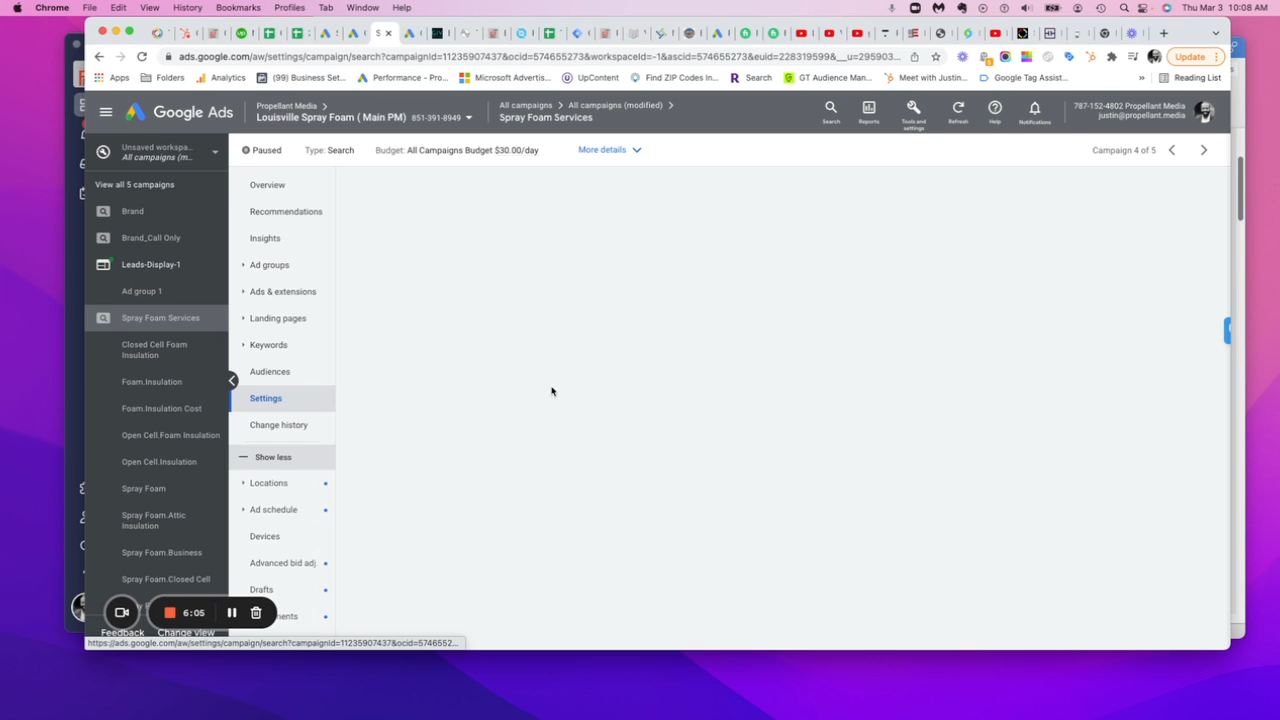 Chrome File Edit View History Bookmarks Profiles Tab Window Help Thu Mar 3 10:08 AM
ads.google.com/aw/settings/campaign/search?campaignId=11235907437&ocid=574655273&workspaceId=-1&ascid=574655273&euid=228319599&__u=295903...
Update
Apps Folders Analytics (99) Business Set... Performance - Pro... Microsoft Advertis... UpContent Find ZIP Codes In... Search GT Audience Man... Meet with Justin... Google Tag Assist... » Reading List
Google Ads
Propellant Media
Louisville Spray Foam ( Main PM) 851-391-8949
All campaigns All campaigns (modified)
Spray Foam Services
Search
Reports
Tools and settings
Refresh
Help
Notifications
787-152-4802 Propellant Media
justin@propellant.media
Unsaved workspa...
All campaigns (m...
Paused Type: Search Budget: All Campaigns Budget $30.00/day More details Campaign 4 of 5
View all 5 campaigns
Brand
Brand_Call Only
Leads-Display-1
Ad group 1
Spray Foam Services
Closed Cell Foam
Insulation
Foam.Insulation
Foam.Insulation Cost
Open Cell.Foam Insulation
Open Cell.Insulation
Spray Foam
Spray Foam.Attic
Insulation
Spray Foam.Business
Spray Foam.Closed Cell
Overview
Recommendations
Insights
Ad groups
Ads & extensions
Landing pages
Keywords
Audiences
Settings
Change history
Show less
Locations
Ad schedule
Devices
Advanced bid adj.
Drafts
6:05
Feedback Change view
https://ads.google.com/aw/settings/campaign/search?campaignId=11235907437&ocid=5746552...